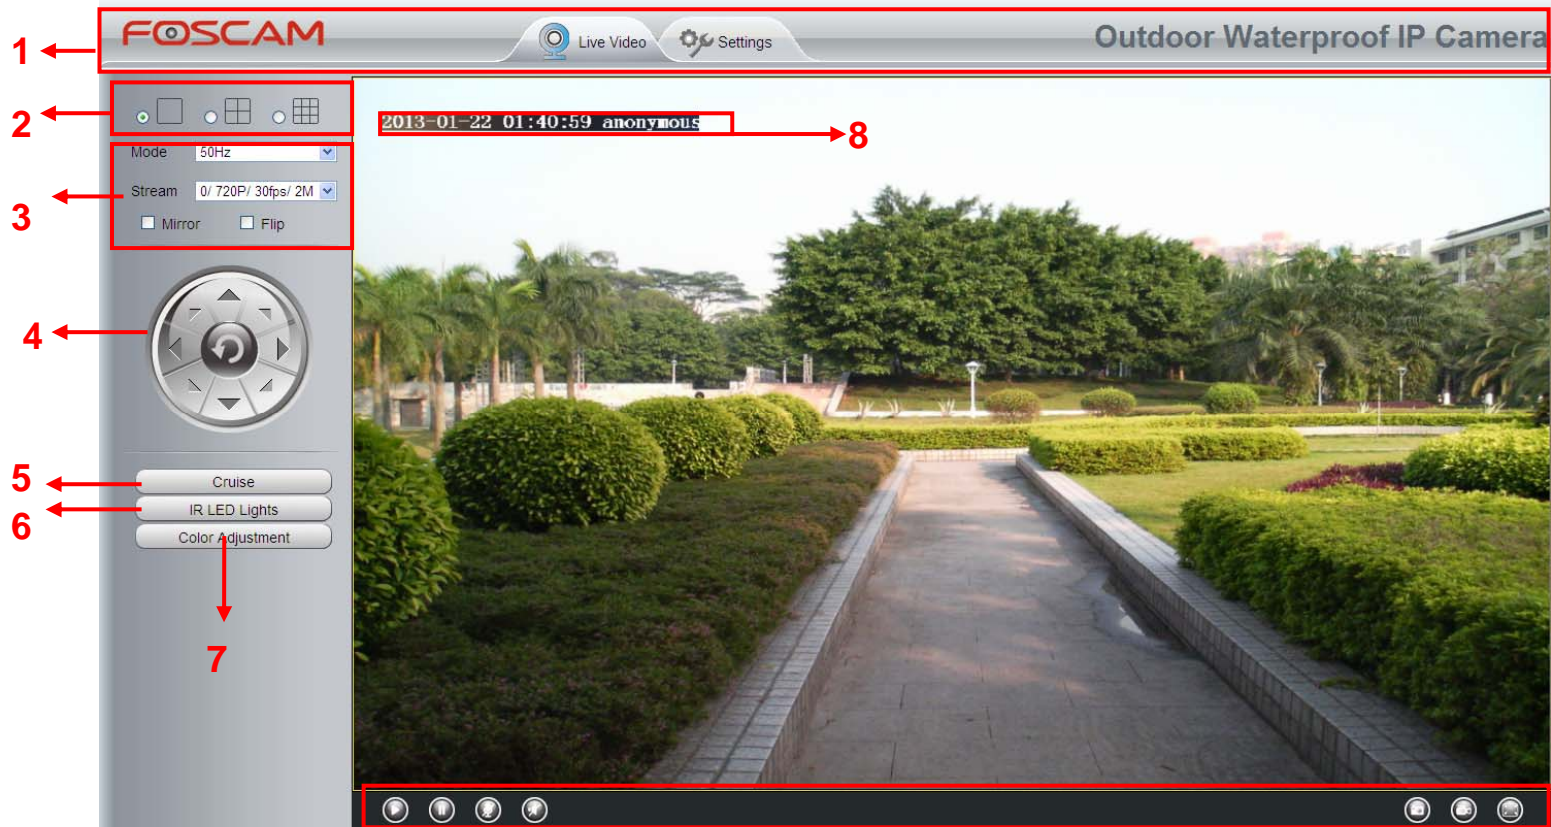 FOSCAM
Live Video
Settings
Outdoor Waterproof IP Camera
1
2
2013-01-22 01:40:59 anonymous
8
Mode 50Hz
Stream 0/ 720P/ 30fps/ 2M
3
Mirror Flip
4
5
Cruise
6
IR LED Lights
Color Adjustment
7